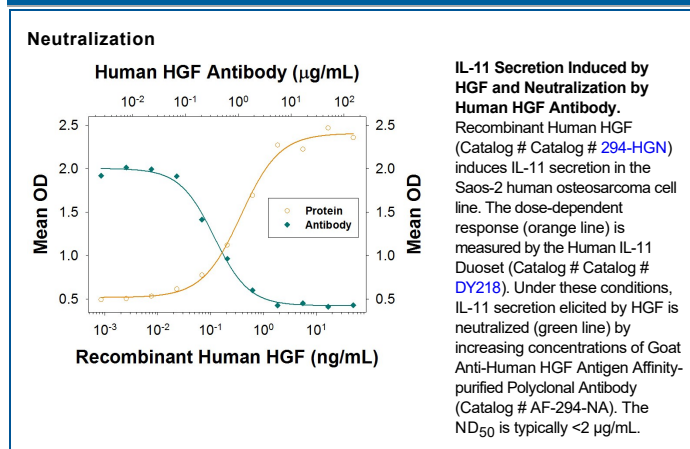 Neutralization
Human HGF Antibody (µg/mL)
10⁻² 10⁻¹ 10⁰ 10¹ 10²
2.5 2.5
2.0 2.0
1.5 1.5
1.0 1.0
0.5 0.5
Mean OD
Mean OD
Protein
Antibody
10⁻³ 10⁻² 10⁻¹ 10⁰ 10¹
Recombinant Human HGF (ng/mL)
IL-11 Secretion Induced by
HGF and Neutralization by
Human HGF Antibody.
Recombinant Human HGF
(Catalog # Catalog # 294-HGN)
induces IL-11 secretion in the
Saos-2 human osteosarcoma cell
line. The dose-dependent
response (orange line) is
measured by the Human IL-11
Duoset (Catalog # Catalog #
DY218). Under these conditions,
IL-11 secretion elicited by HGF is
neutralized (green line) by
increasing concentrations of Goat
Anti-Human HGF Antigen Affinity-
purified Polyclonal Antibody
(Catalog # AF-294-NA). The
ND50 is typically <2 µg/mL.